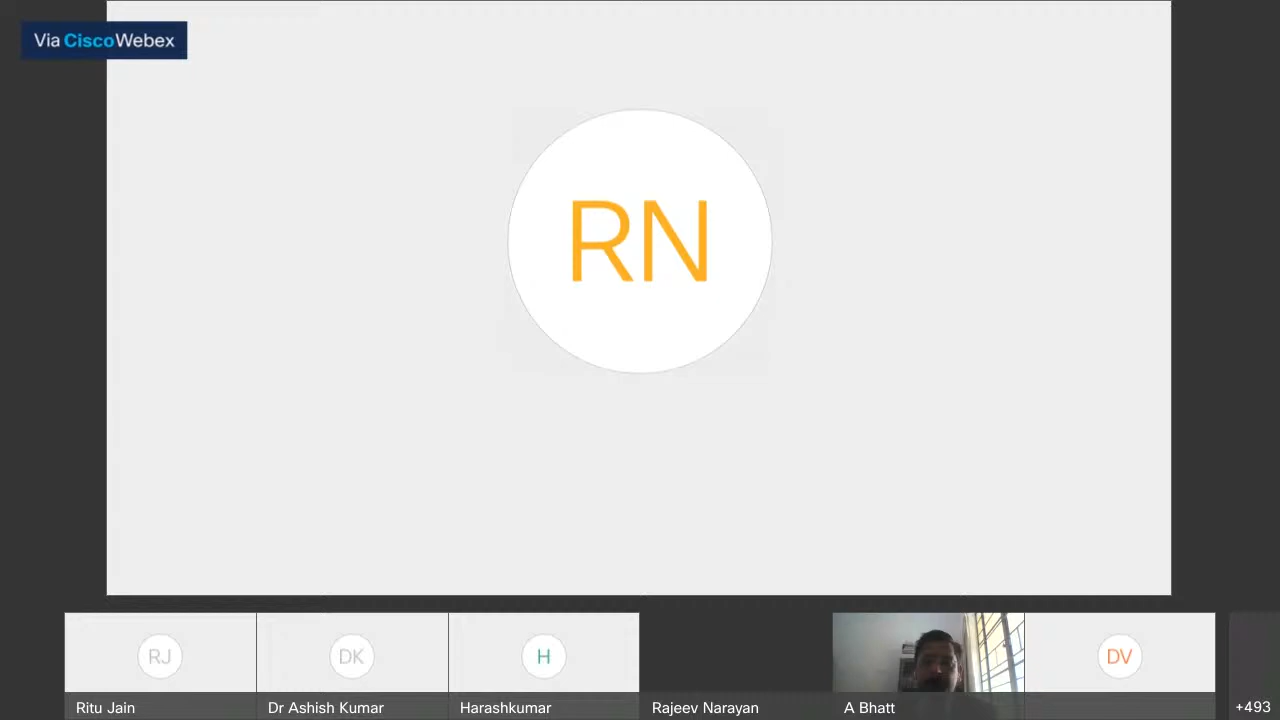 Via CiscoWebex
RN
RJ
DK
H
DV
Ritu Jain
Dr Ashish Kumar
Harashkumar
Rajeev Narayan
A Bhatt
+493